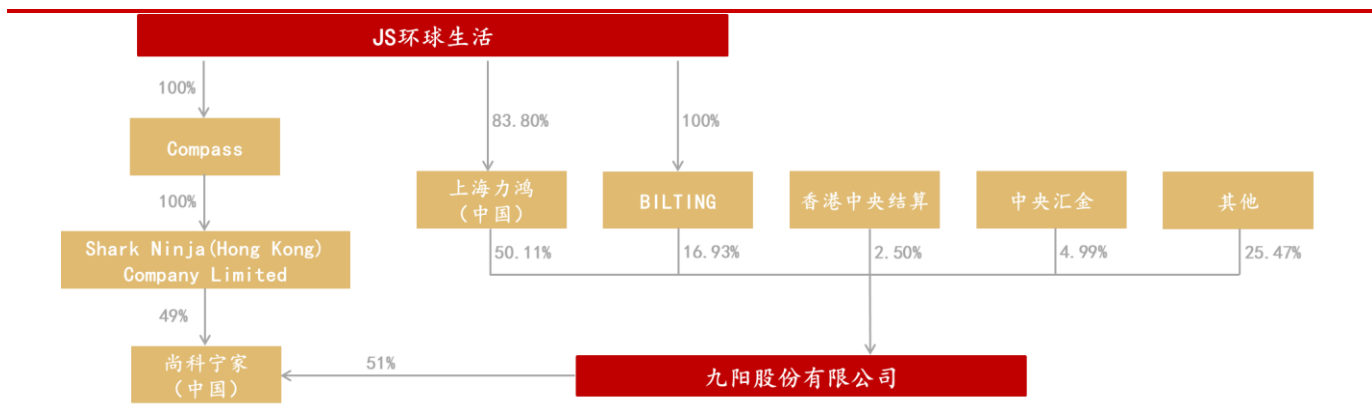 JS环球生活
100%
83.80%
100%
Compass
上海力鸿
（中国）
BILTING
香港中央结算
中央汇金
其他
100%
Shark Ninja(Hong Kong)
Company Limited
50.11%
16.93%
2.50%
4.99%
25.47%
49%
尚科宁家
（中国）
51%
九阳股份有限公司